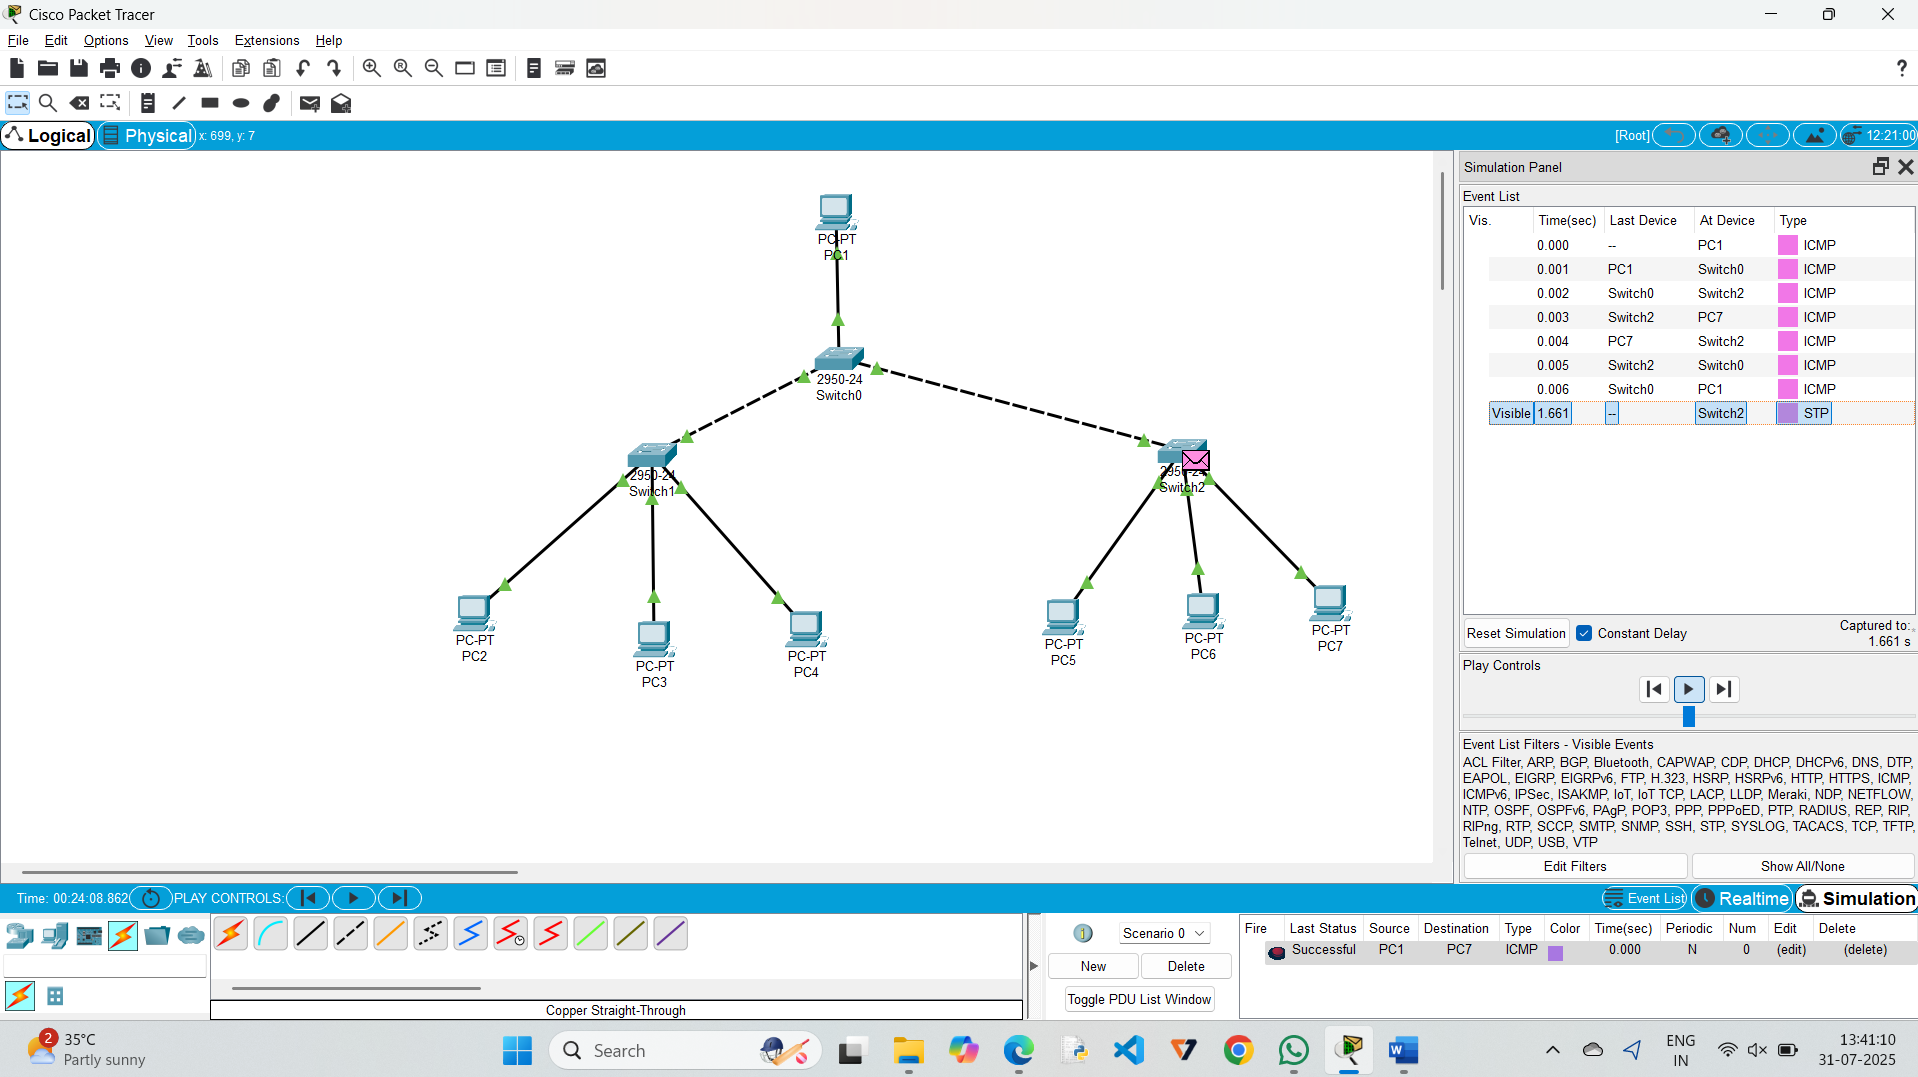 Cisco Packet Tracer
File Edit Options View Tools Extensions Help
?
Logical Physical x: 699, y: 7 [Root] 12:21:00
Simulation Panel
Event List
Vis. Time(sec) Last Device At Device Type
0.000 -- PC1 ICMP
0.001 PC1 Switch0 ICMP
0.002 Switch0 Switch2 ICMP
0.003 Switch2 PC7 ICMP
0.004 PC7 Switch2 ICMP
0.005 Switch2 Switch0 ICMP
0.006 Switch0 PC1 ICMP
Visible 1.661 -- Switch2 STP
PC-PT
PC1
2950-24
Switch0
2950-24
Switch1
2950-24
Switch2
PC-PT
PC2
PC-PT
PC3
PC-PT
PC4
PC-PT
PC5
PC-PT
PC6
PC-PT
PC7
Reset Simulation Constant Delay Captured to:
1.661 s
Play Controls
Event List Filters - Visible Events
ACL Filter, ARP, BGP, Bluetooth, CAPWAP, CDP, DHCP, DHCPv6, DNS, DTP,
EAPOL, EIGRP, EIGRPv6, FTP, H.323, HSRP, HSRPv6, HTTP, HTTPS, ICMP,
ICMPv6, IPSec, ISAKMP, IoT, IoT TCP, LACP, LLDP, Meraki, NDP, NETFLOW,
NTP, OSPF, OSPFv6, PAgP, POP3, PPP, PPPoED, PTP, RADIUS, REP, RIP,
RIPng, RTP, SCCP, SMTP, SNMP, SSH, STP, SYSLOG, TACACS, TCP, TFTP,
Telnet, UDP, USB, VTP
Edit Filters Show All/None
Time: 00:24:08.862 PLAY CONTROLS: Event List Realtime Simulation
Copper Straight-Through
1 Scenario 0
New Delete
Toggle PDU List Window
Fire Last Status Source Destination Type Color Time(sec) Periodic Num Edit Delete
Successful PC1 PC7 ICMP 0.000 N 0 (edit) (delete)
2
35°C
Partly sunny
Search
ENG
IN
13:41:10
31-07-2025